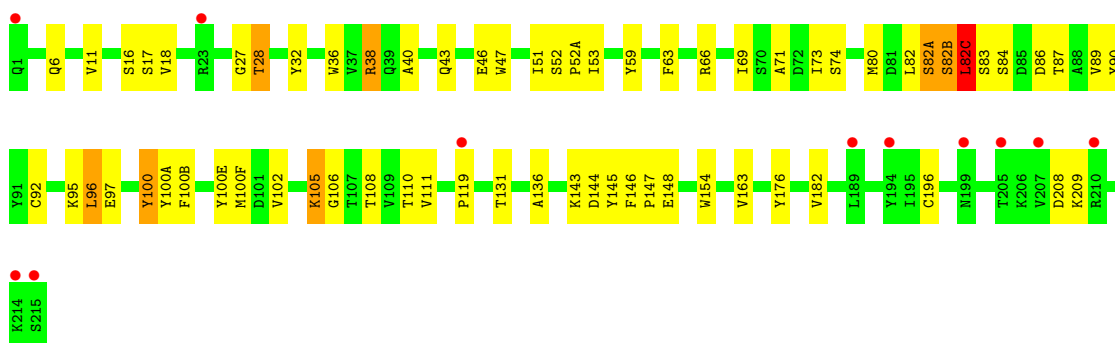 Q1 Q6 V11 S16 S17 V18 R23 G27 T28 Y32 W36 V37 R38 Q39 A40 Q43 E46 W47 I51 S52 P52A I53 Y59 F63 R66 I69 S70 A71 D72 I73 S74 M80 D81 L82 S82A S82B L82C S83 S84 D85 D86 T87 A88 V89 Y90
Y91 C92 K95 L96 E97 Y100 Y100A F100B Y100E M100F D101 V102 K105 G106 T107 T108 V109 T110 V111 P119 T131 A136 K143 D144 Y145 F146 P147 E148 W154 V163 Y176 V182 L189 Y194 I195 C196 N199 T205 K206 V207 D208 K209 R210
K214 S215